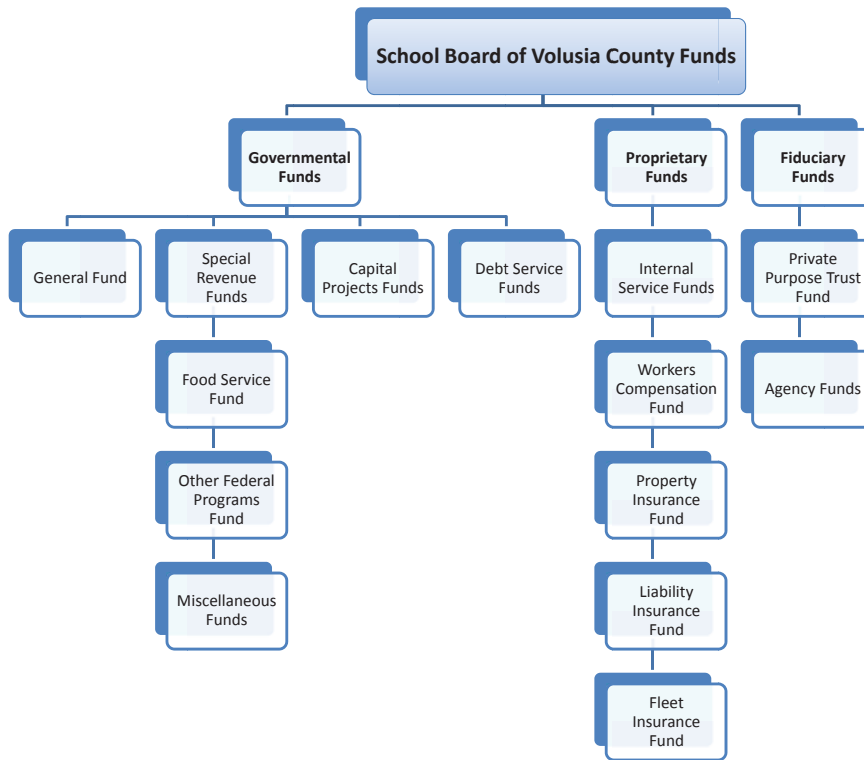 School Board of Volusia County Funds
Governmental
Funds
Proprietary
Funds
Fiduciary
Funds
General Fund
Special
Revenue
Funds
Capital
Projects Funds
Debt Service
Funds
Internal
Service Funds
Private
Purpose Trust
Fund
Food Service
Fund
Workers
Compensation
Fund
Agency Funds
Other Federal
Programs
Fund
Property
Insurance
Fund
Miscellaneous
Funds
Liability
Insurance
Fund
Fleet
Insurance
Fund